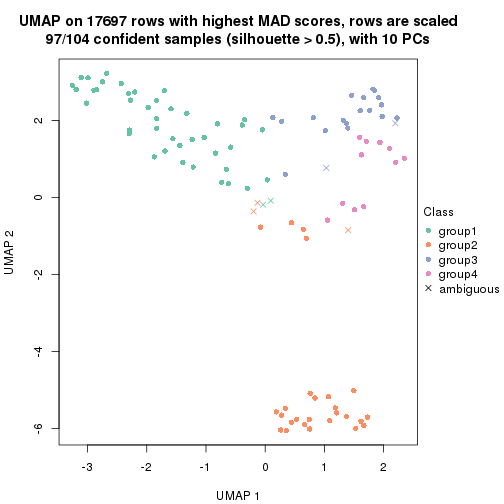 UMAP on 17697 rows with highest MAD scores, rows are scaled
97/104 confident samples (silhouette > 0.5), with 10 PCs
UMAP 2
2
0
-2
-4
-6
-3
-2
-1
0
1
2
UMAP 1
Class
group1
group2
group3
group4
ambiguous